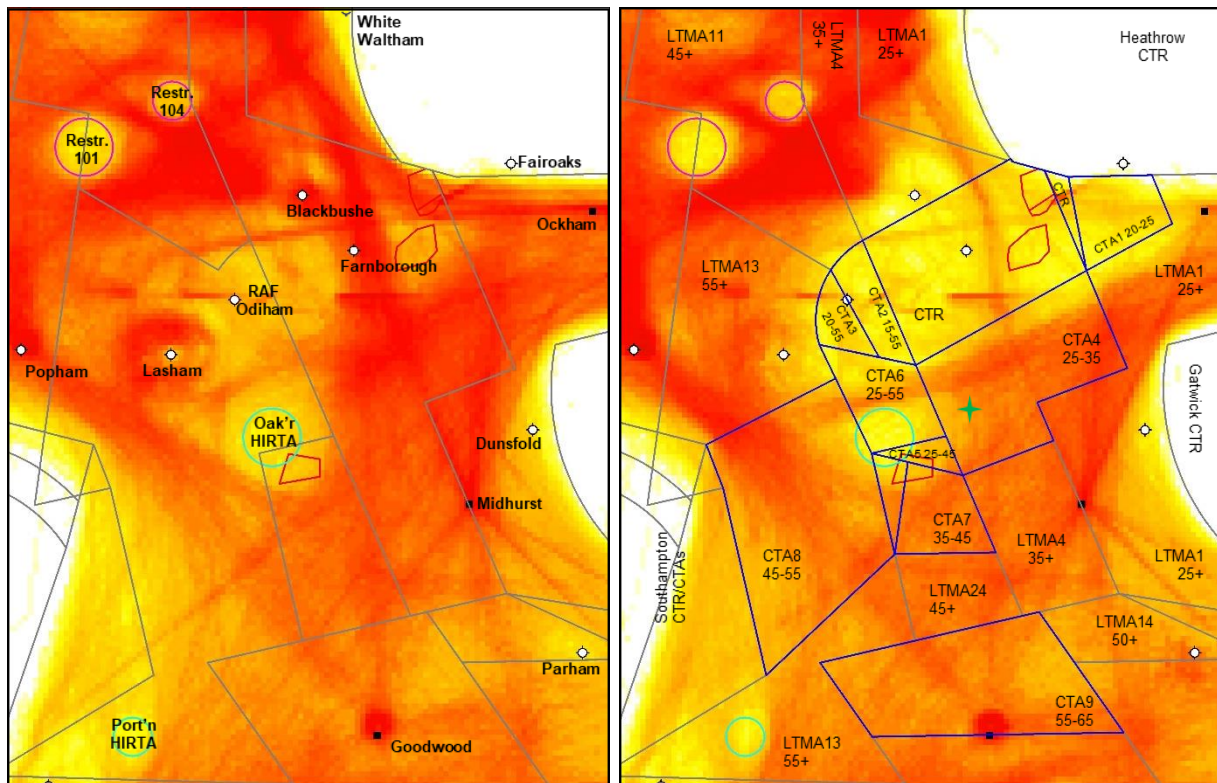 White
Waltham
Restr.
104
Restr.
101
Fairoaks
Blackbushe
Ockham
Farnborough
RAF
Odiham
Popham
Lasham
Oak'r
HIRTA
Dunsfold
Midhurst
Parham
Port'n
HIRTA
Goodwood
LTMA11
45+
LTMA4
35+
LTMA1
25+
Heathrow
CTR
CTR
CTA1 20-25
LTMA13
55+
LTMA1
25+
CTA2 15-55
CTA3
20-55
CTR
CTA4
25-35
CTA6
25-55
Gatwick CTR
CTA5 25-45
CTA7
35-45
LTMA4
35+
CTA8
45-55
LTMA1
25+
Southampton
CTR/CTAs
LTMA24
45+
LTMA14
50+
CTA9
55-65
LTMA13
55+